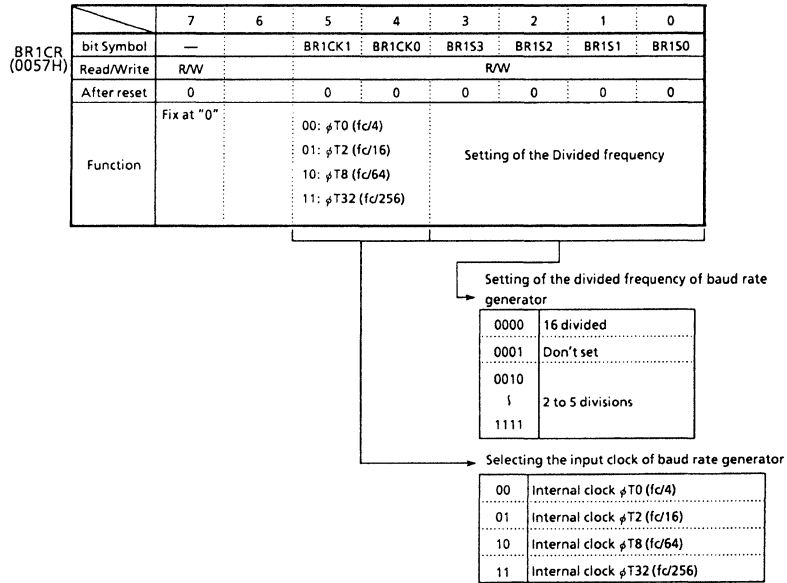 7 6 5 4 3 2 1 0
BR1CR (0057H)
bit Symbol — BR1CK1 BR1CK0 BR1S3 BR1S2 BR1S1 BR1S0
Read/Write R/W R/W
After reset 0 0 0 0 0 0 0
Function
Fix at "0"
00: φT0 (fc/4)
01: φT2 (fc/16)
10: φT8 (fc/64)
11: φT32 (fc/256)
Setting of the Divided frequency
Setting of the divided frequency of baud rate
generator
0000 16 divided
0001 Don't set
0010
≀ 2 to 5 divisions
1111
Selecting the input clock of baud rate generator
00 Internal clock φT0 (fc/4)
01 Internal clock φT2 (fc/16)
10 Internal clock φT8 (fc/64)
11 Internal clock φT32 (fc/256)